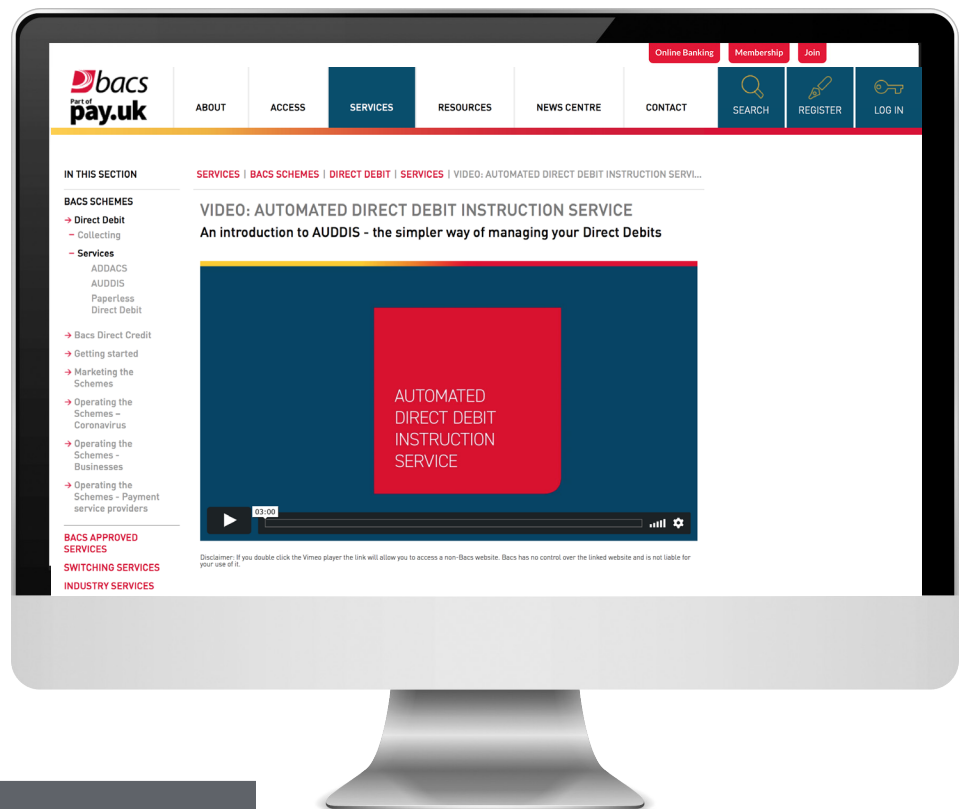 Online Banking
Membership
Join
bacs
Part of
pay.uk
ABOUT
ACCESS
SERVICES
RESOURCES
NEWS CENTRE
CONTACT
SEARCH
REGISTER
LOG IN
IN THIS SECTION
BACS SCHEMES
→ Direct Debit
– Collecting
– Services
ADDACS
AUDDIS
Paperless
Direct Debit
→ Bacs Direct Credit
→ Getting started
→ Marketing the
Schemes
→ Operating the
Schemes –
Coronavirus
→ Operating the
Schemes -
Businesses
→ Operating the
Schemes - Payment
service providers
BACS APPROVED
SERVICES
SWITCHING SERVICES
INDUSTRY SERVICES
SERVICES | BACS SCHEMES | DIRECT DEBIT | SERVICES | VIDEO: AUTOMATED DIRECT DEBIT INSTRUCTION SERVI...
VIDEO: AUTOMATED DIRECT DEBIT INSTRUCTION SERVICE
An introduction to AUDDIS - the simpler way of managing your Direct Debits
AUTOMATED
DIRECT DEBIT
INSTRUCTION
SERVICE
03:00
Disclaimer: If you double click the Vimeo player the link will allow you to access a non-Bacs website. Bacs has no control over the linked website and is not liable for
your use of it.